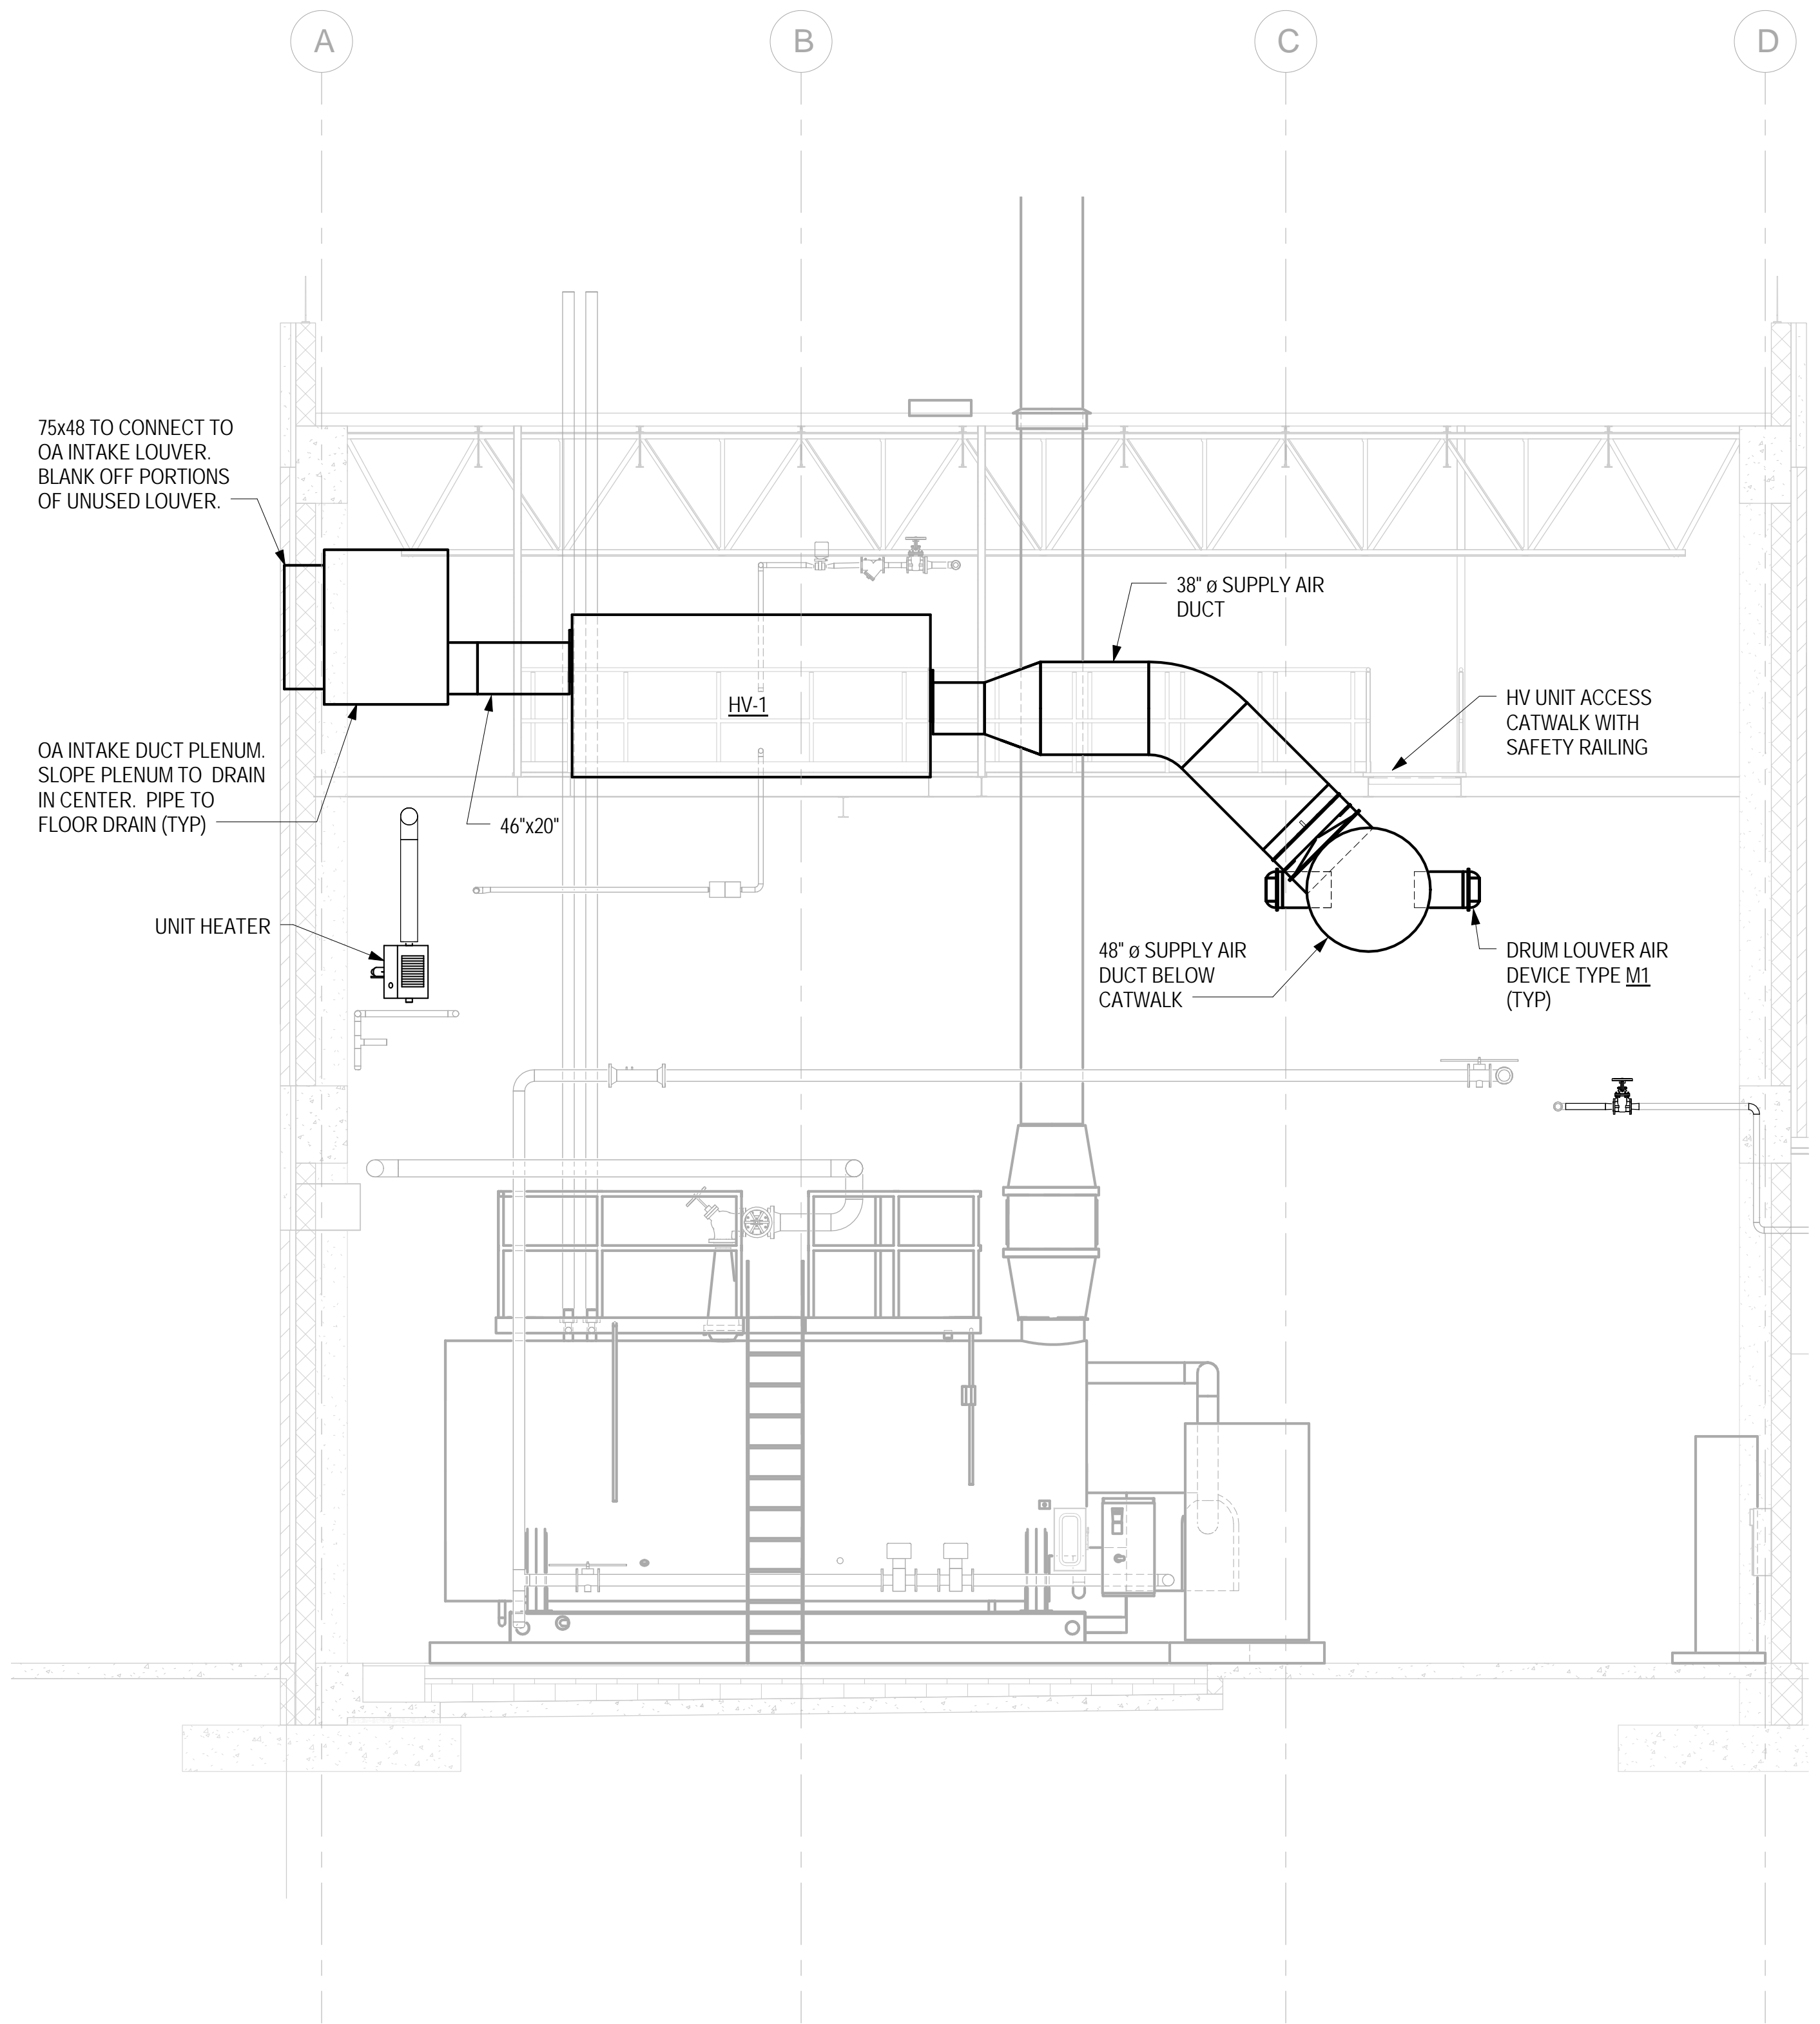 A
B
C
D
75x48 TO CONNECT TO
OA INTAKE LOUVER.
BLANK OFF PORTIONS
OF UNUSED LOUVER.
38" ø SUPPLY AIR
DUCT
HV-1
HV UNIT ACCESS
CATWALK WITH
SAFETY RAILING
OA INTAKE DUCT PLENUM.
SLOPE PLENUM TO DRAIN
IN CENTER. PIPE TO
FLOOR DRAIN (TYP)
46"x20"
UNIT HEATER
48" ø SUPPLY AIR
DUCT BELOW
CATWALK
DRUM LOUVER AIR
DEVICE TYPE M1
(TYP)